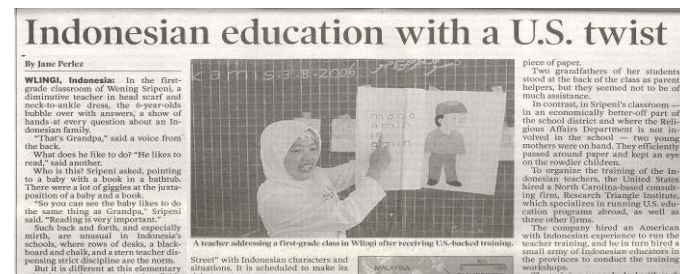 Indonesian education with a U.S. twist
By Jane Perlez
WLINGI, Indonesia: In the first-
grade classroom of Wening Sripeni, a
diminutive teacher in head scarf and
neck-to-ankle dress, the 6-year-olds
bubble over with answers, a show of
hands at every question about an In-
donesian family.
"That's Grandpa," said a voice from
the back.
What does he like to do? "He likes to
read," said another.
Who is this? Sripeni asked, pointing
to a baby with a book in a bathtub.
There were a lot of giggles at the juxta-
position of a baby and a book.
"So you can see the baby likes to do
the same thing as Grandpa," Sripeni
said. "Reading is very important."
Such back and forth, and especially
mirth, are unusual in Indonesia's
schools, where rows of desks, a black-
board and chalk, and a stern teacher dis-
pensing strict discipline are the norm.
But it is different at this elementary
Kamis-3-8-2006
A teacher addressing a first-grade class in Wlingi after receiving U.S.-backed training.
Street" with Indonesian characters and
situations. It is scheduled to make its
MALAYSIA
piece of paper.
Two grandfathers of her students
stood at the back of the class as parent
helpers, but they seemed not to be of
much assistance.
In contrast, in Sripeni's classroom —
in an economically better-off part of
the school district and where the Reli-
gious Affairs Department is not in-
volved in the school — two young
mothers were on hand. They efficiently
passed around paper and kept an eye
on the rowdier children.
To organize the training of the In-
donesian teachers, the United States
hired a North Carolina-based consult-
ing firm, Research Triangle Institute,
which specializes in running U.S. edu-
cation programs abroad, as well as
three other firms.
The company hired an American
with Indonesian experience to run the
teacher training, and he in turn hired a
small army of Indonesian educators in
the provinces to conduct the training
workshops.